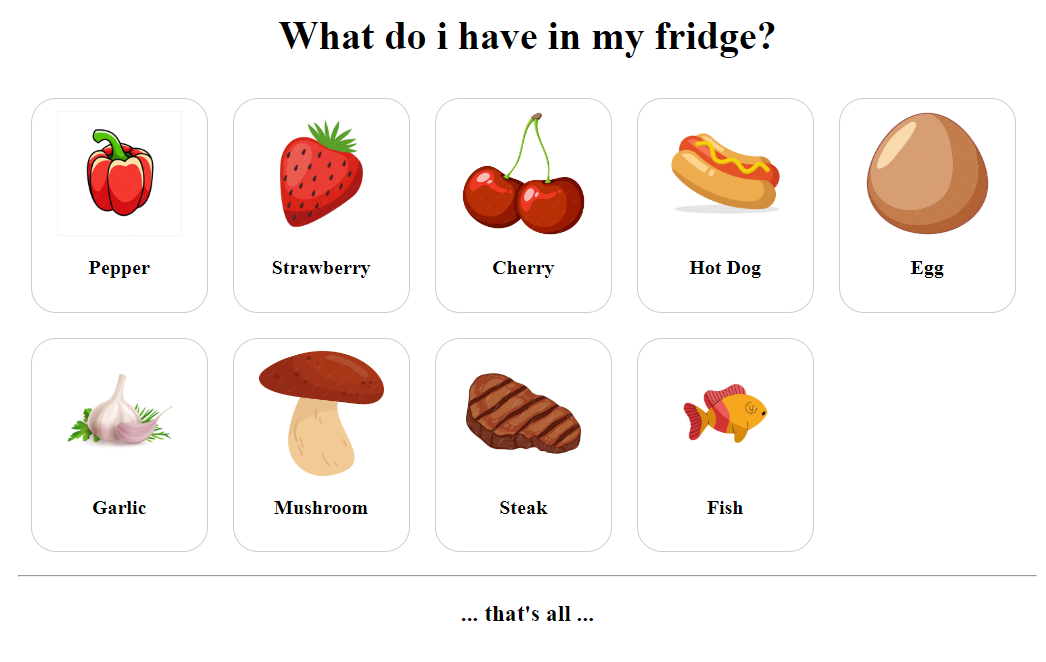 What do i have in my fridge?
Pepper
Strawberry
Cherry
Hot Dog
Egg
Garlic
Mushroom
Steak
Fish
... that's all ...